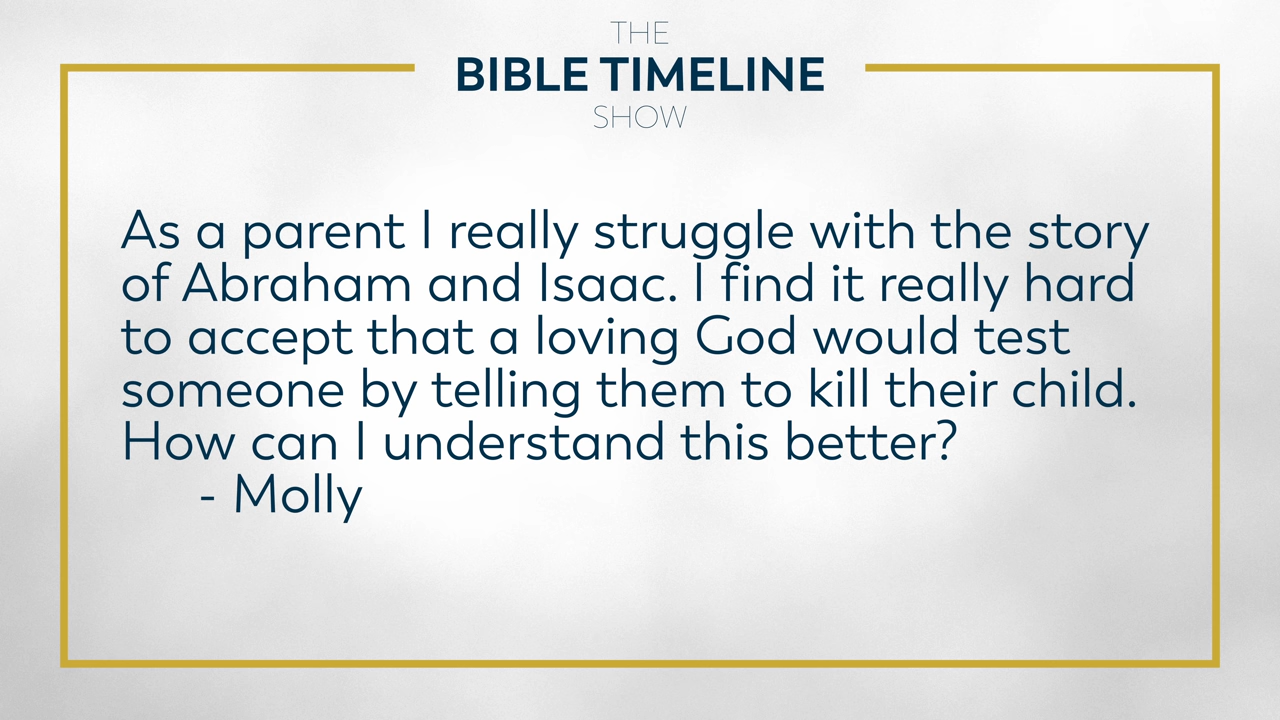 THE
BIBLE TIMELINE
SHOW
As a parent I really struggle with the story
of Abraham and Isaac. I find it really hard
to accept that a loving God would test
someone by telling them to kill their child.
How can I understand this better?
- Molly